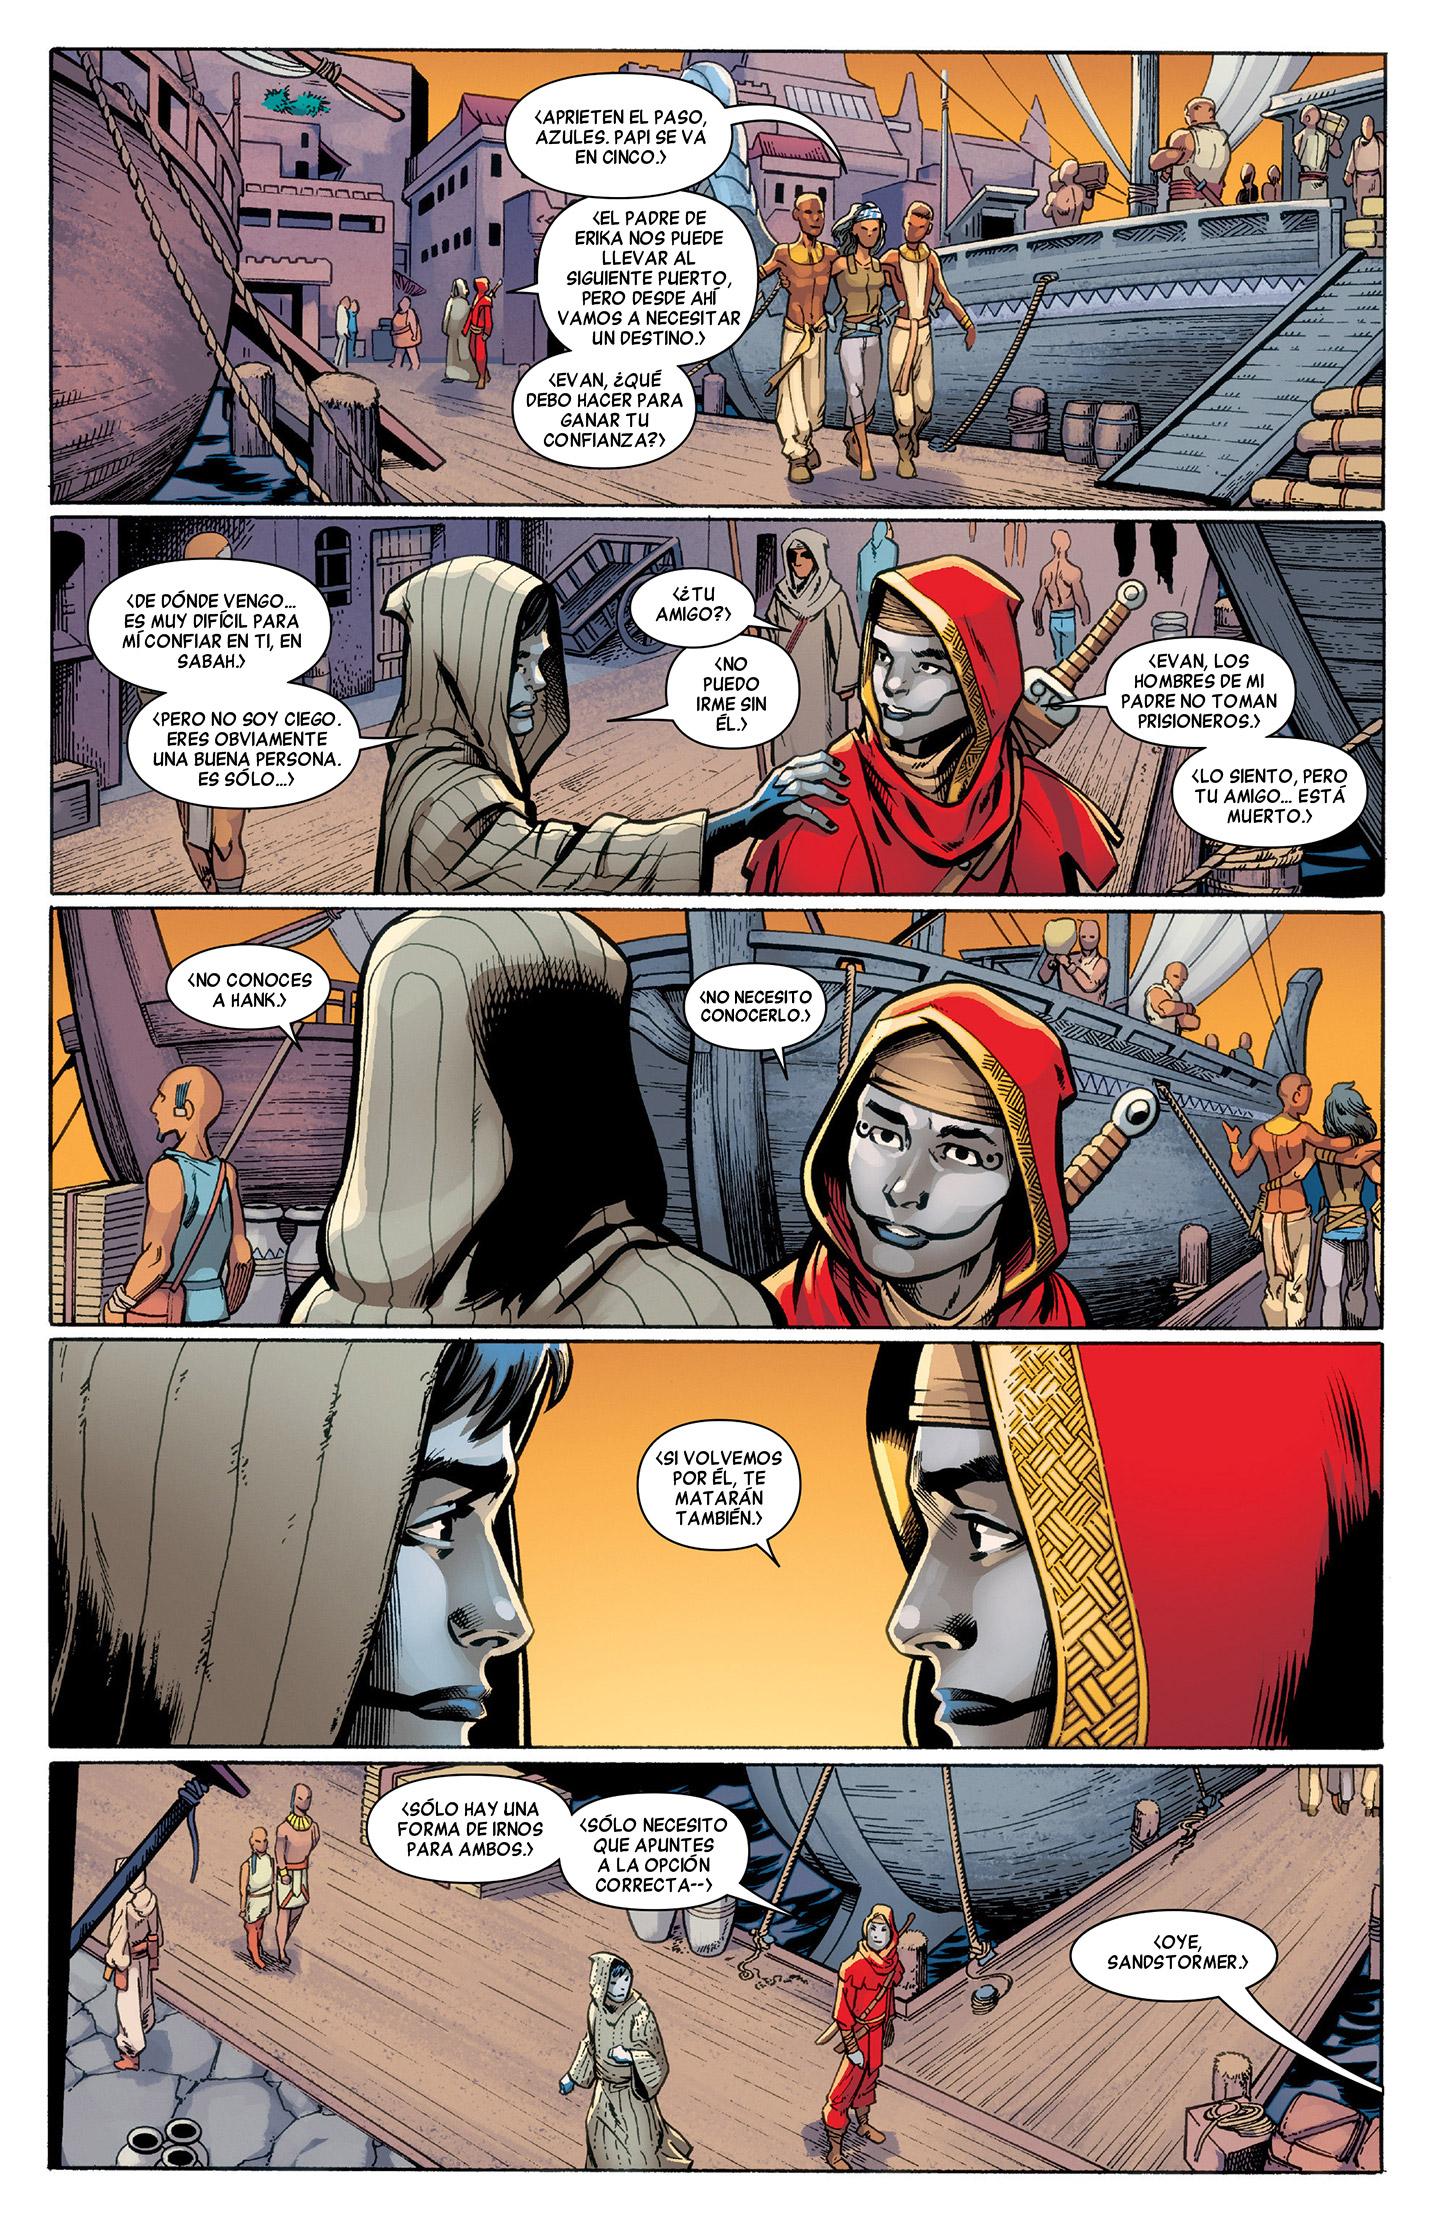 <APRIETEN EL PASO,
AZULES. PAPI SE VA
EN CINCO.>
<EL PADRE DE
ERIKA NOS PUEDE
LLEVAR AL
SIGUIENTE PUERTO,
PERO DESDE AHÍ
VAMOS A NECESITAR
UN DESTINO.>
<EVAN, ¿QUÉ
DEBO HACER PARA
GANAR TU
CONFIANZA?>
<DE DÓNDE VENGO...
ES MUY DIFÍCIL PARA
MÍ CONFIAR EN TI, EN
SABAH.>
<PERO NO SOY CIEGO.
ERES OBVIAMENTE
UNA BUENA PERSONA.
ES SÓLO...>
<¿TU
AMIGO?>
<NO
PUEDO
IRME SIN
ÉL.>
<EVAN, LOS
HOMBRES DE MI
PADRE NO TOMAN
PRISIONEROS.>
<LO SIENTO, PERO
TU AMIGO... ESTÁ
MUERTO.>
<NO CONOCES
A HANK.>
<NO NECESITO
CONOCERLO.>
<SI VOLVEMOS
POR ÉL, TE
MATARÁN
TAMBIÉN.>
<SÓLO HAY UNA
FORMA DE IRNOS
PARA AMBOS.>
<SÓLO NECESITO
QUE APUNTES
A LA OPCIÓN
CORRECTA-->
<OYE,
SANDSTORMER.>